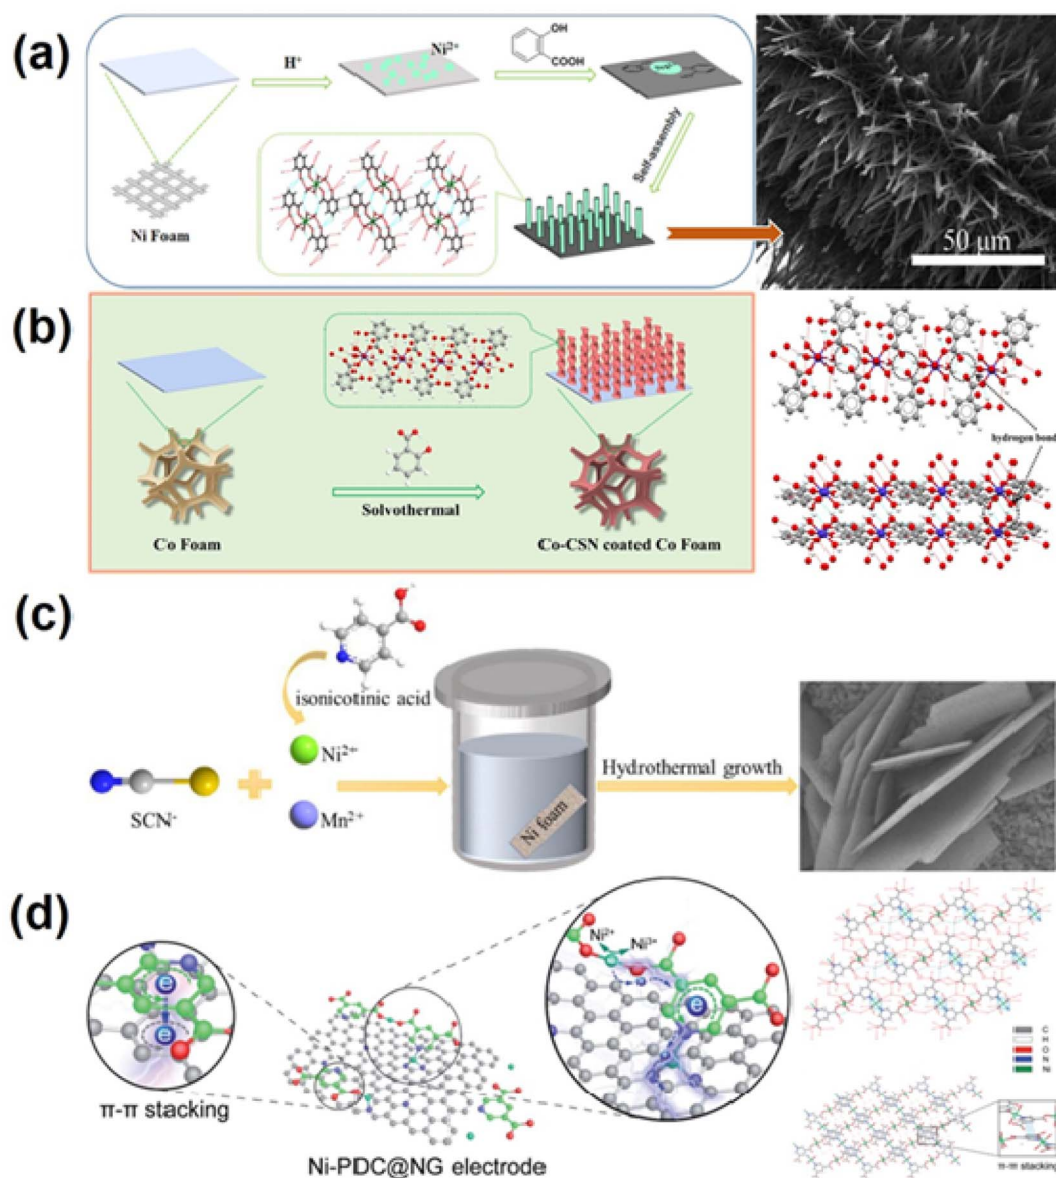 (a)
H⁺
Ni²⁺
OH
COOH
Self-assembly
Ni Foam
50 μm
(b)
Co Foam
Solvothermal
Co-CSN coated Co Foam
hydrogen bond
(c)
isonicotinic acid
SCN⁻
Ni²⁺
Mn²⁺
Ni foam
Hydrothermal growth
(d)
e
e
π-π stacking
Ni-PDC@NG electrode
Ni²⁺
Ni³⁺
e
C
H
O
N
Ni
π-π stacking